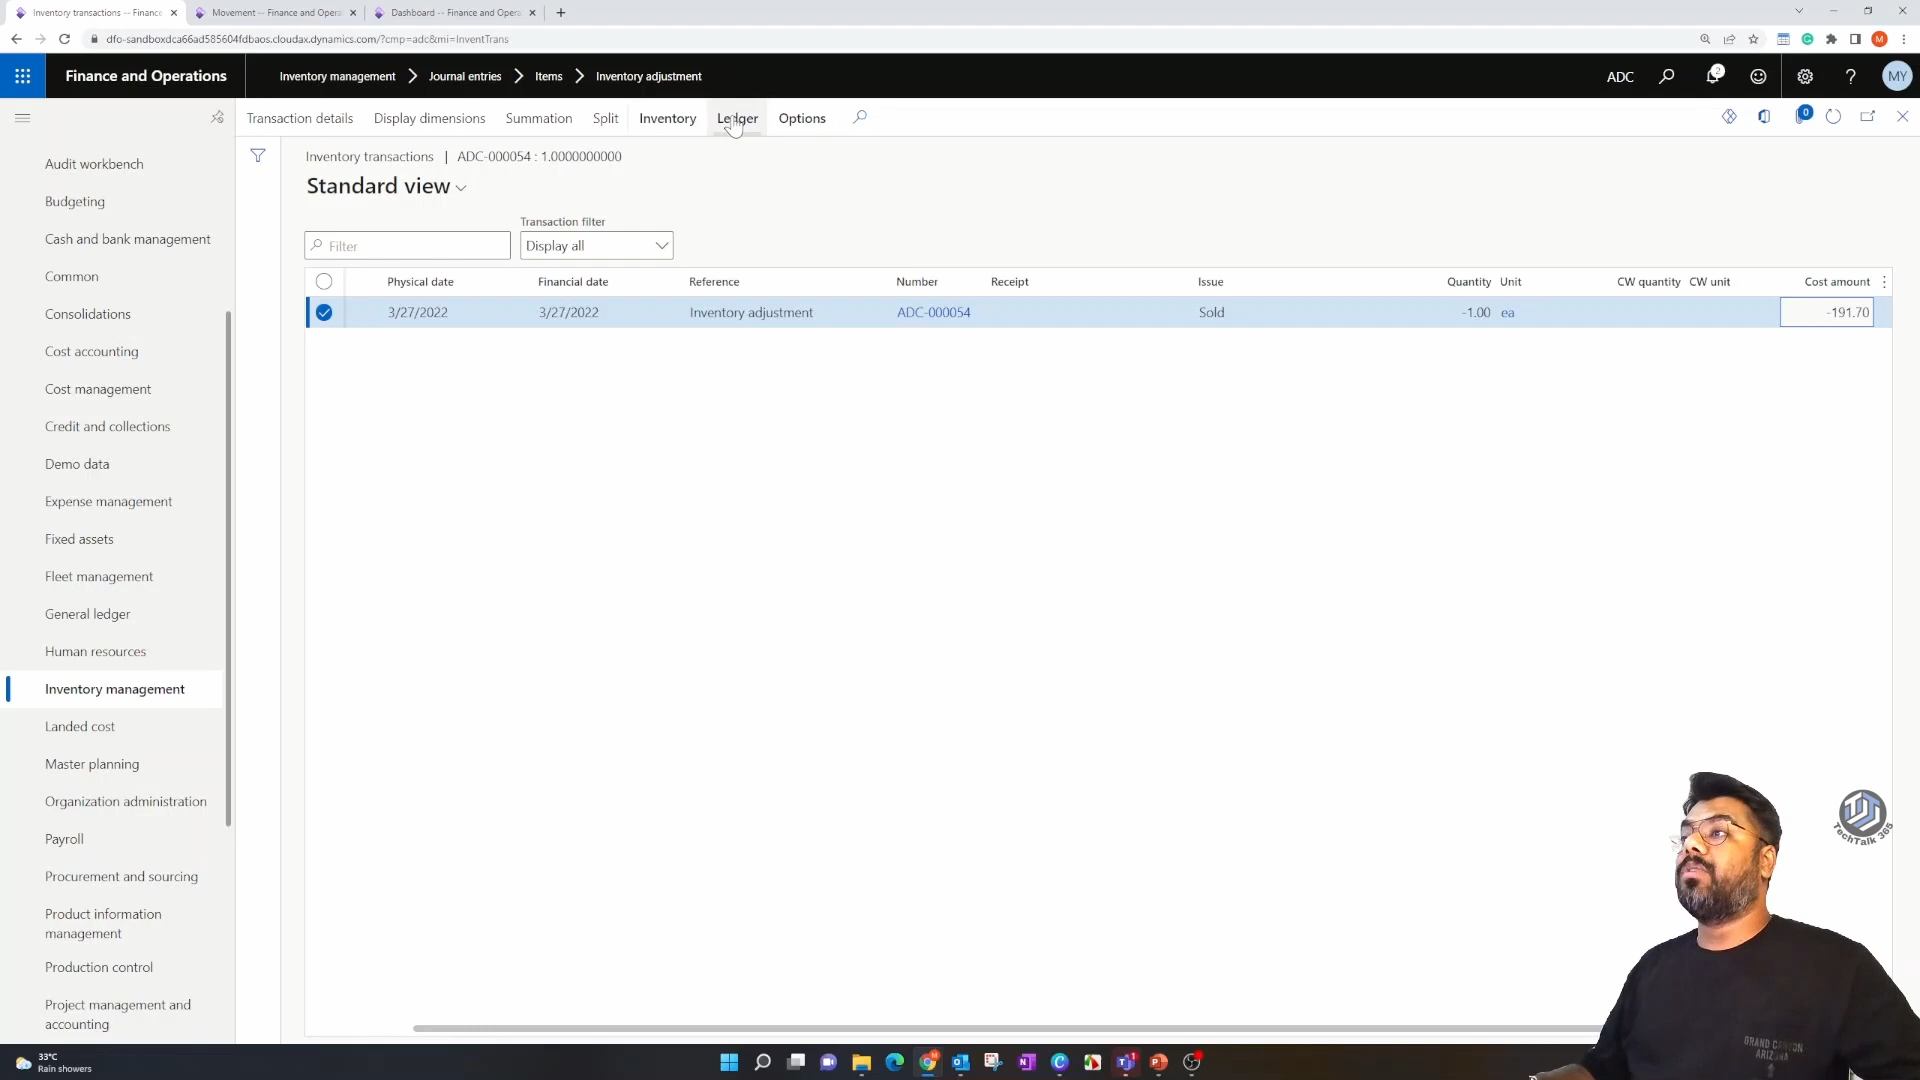 Inventory transactions -- Finance
Movement -- Finance and Opera
Dashboard -- Finance and Opera
dfo-sandboxdca66ad585604fdbaos.cloudax.dynamics.com/?cmp=adc&mi=InventTrans
M
Finance and Operations
Inventory management
Journal entries
Items
Inventory adjustment
ADC
2
?
MY
Transaction details
Display dimensions
Summation
Split
Inventory
Ledger
Options
0
Audit workbench
Budgeting
Cash and bank management
Common
Consolidations
Cost accounting
Cost management
Credit and collections
Demo data
Expense management
Fixed assets
Fleet management
General ledger
Human resources
Inventory management
Landed cost
Master planning
Organization administration
Payroll
Procurement and sourcing
Product information
management
Production control
Project management and
accounting
Inventory transactions | ADC-000054 : 1.0000000000
Standard view
Transaction filter
Filter
Display all
Physical date Financial date Reference Number Receipt Issue Quantity Unit CW quantity CW unit Cost amount
3/27/2022 3/27/2022 Inventory adjustment ADC-000054 Sold -1.00 ea -191.70
TechTalk 365
GRAND CANYON
ARIZONA
33°C
Rain showers